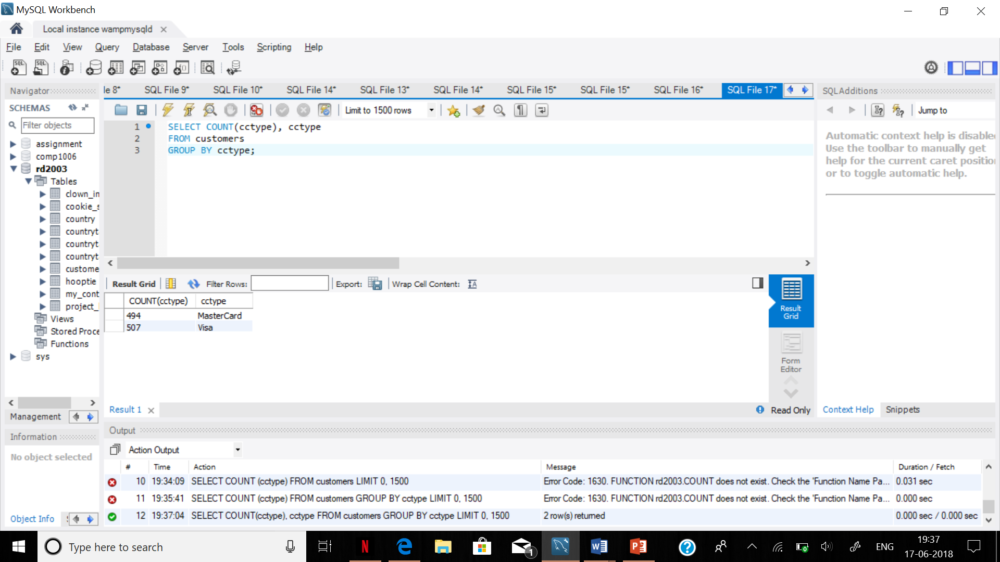 MySQL Workbench
Local instance wampmysqld
File Edit View Query Database Server Tools Scripting Help
Navigator
SCHEMAS
Filter objects
assignment
comp1006
rd2003
Tables
clown_in
cookie_s
country
countryt
countryt
countryt
custome
hooptie
my_cont
project_
Views
Stored Proce
Functions
sys
Management
Information
No object selected
Object Info
le 8* SQL File 9* SQL File 10* SQL File 14* SQL File 13* SQL File 14* SQL File 15* SQL File 15* SQL File 16* SQL File 17*
Limit to 1500 rows
1 SELECT COUNT(cctype), cctype
2 FROM customers
3 GROUP BY cctype;
Result Grid Filter Rows: Export: Wrap Cell Content:
COUNT(cctype) cctype
494 MasterCard
507 Visa
Result Grid
Form Editor
Result 1
Read Only
SQLAdditions
Jump to
Automatic context help is disable
Use the toolbar to manually get
help for the current caret positio
or to toggle automatic help.
Context Help Snippets
Output
Action Output
# Time Action Message Duration / Fetch
10 19:34:09 SELECT COUNT (cctype) FROM customers LIMIT 0, 1500 Error Code: 1630. FUNCTION rd2003.COUNT does not exist. Check the 'Function Name Pa... 0.031 sec
11 19:35:41 SELECT COUNT (cctype) FROM customers GROUP BY cctype LIMIT 0, 1500 Error Code: 1630. FUNCTION rd2003.COUNT does not exist. Check the 'Function Name Pa... 0.000 sec
12 19:37:04 SELECT COUNT(cctype), cctype FROM customers GROUP BY cctype LIMIT 0, 1500 2 row(s) returned 0.000 sec / 0.000 sec
Type here to search
1
ENG
19:37
17-06-2018